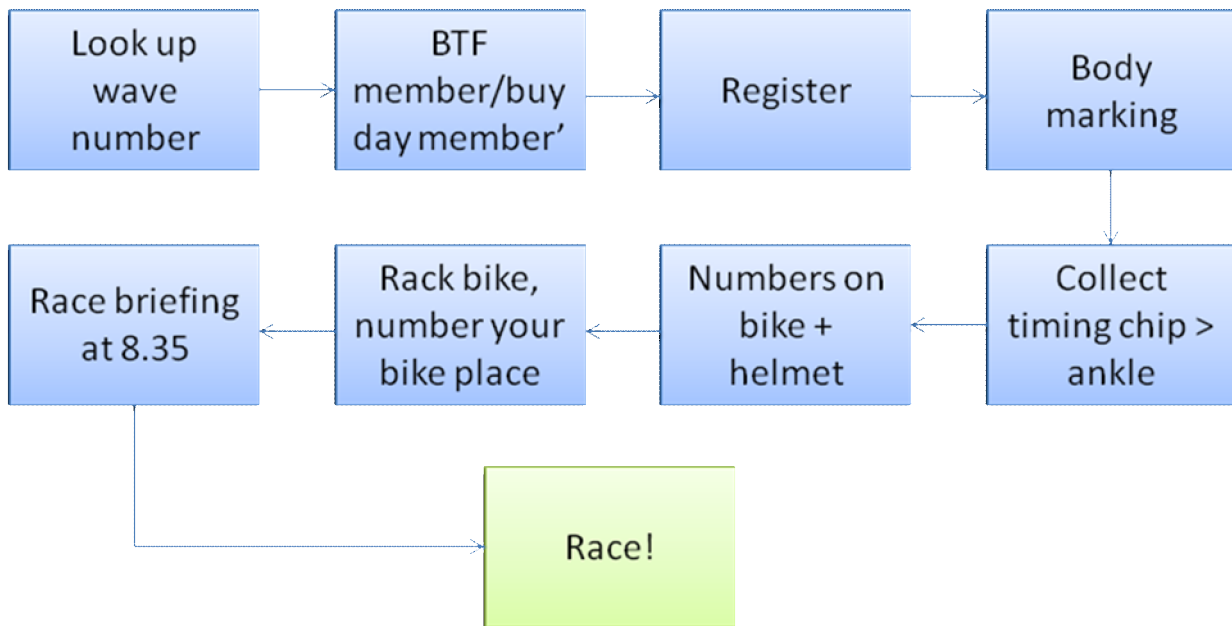 Look up
wave
number
BTF
member/buy
day member’
Register
Body
marking
Collect
timing chip >
ankle
Numbers on
bike +
helmet
Rack bike,
number your
bike place
Race briefing
at 8.35
Race!